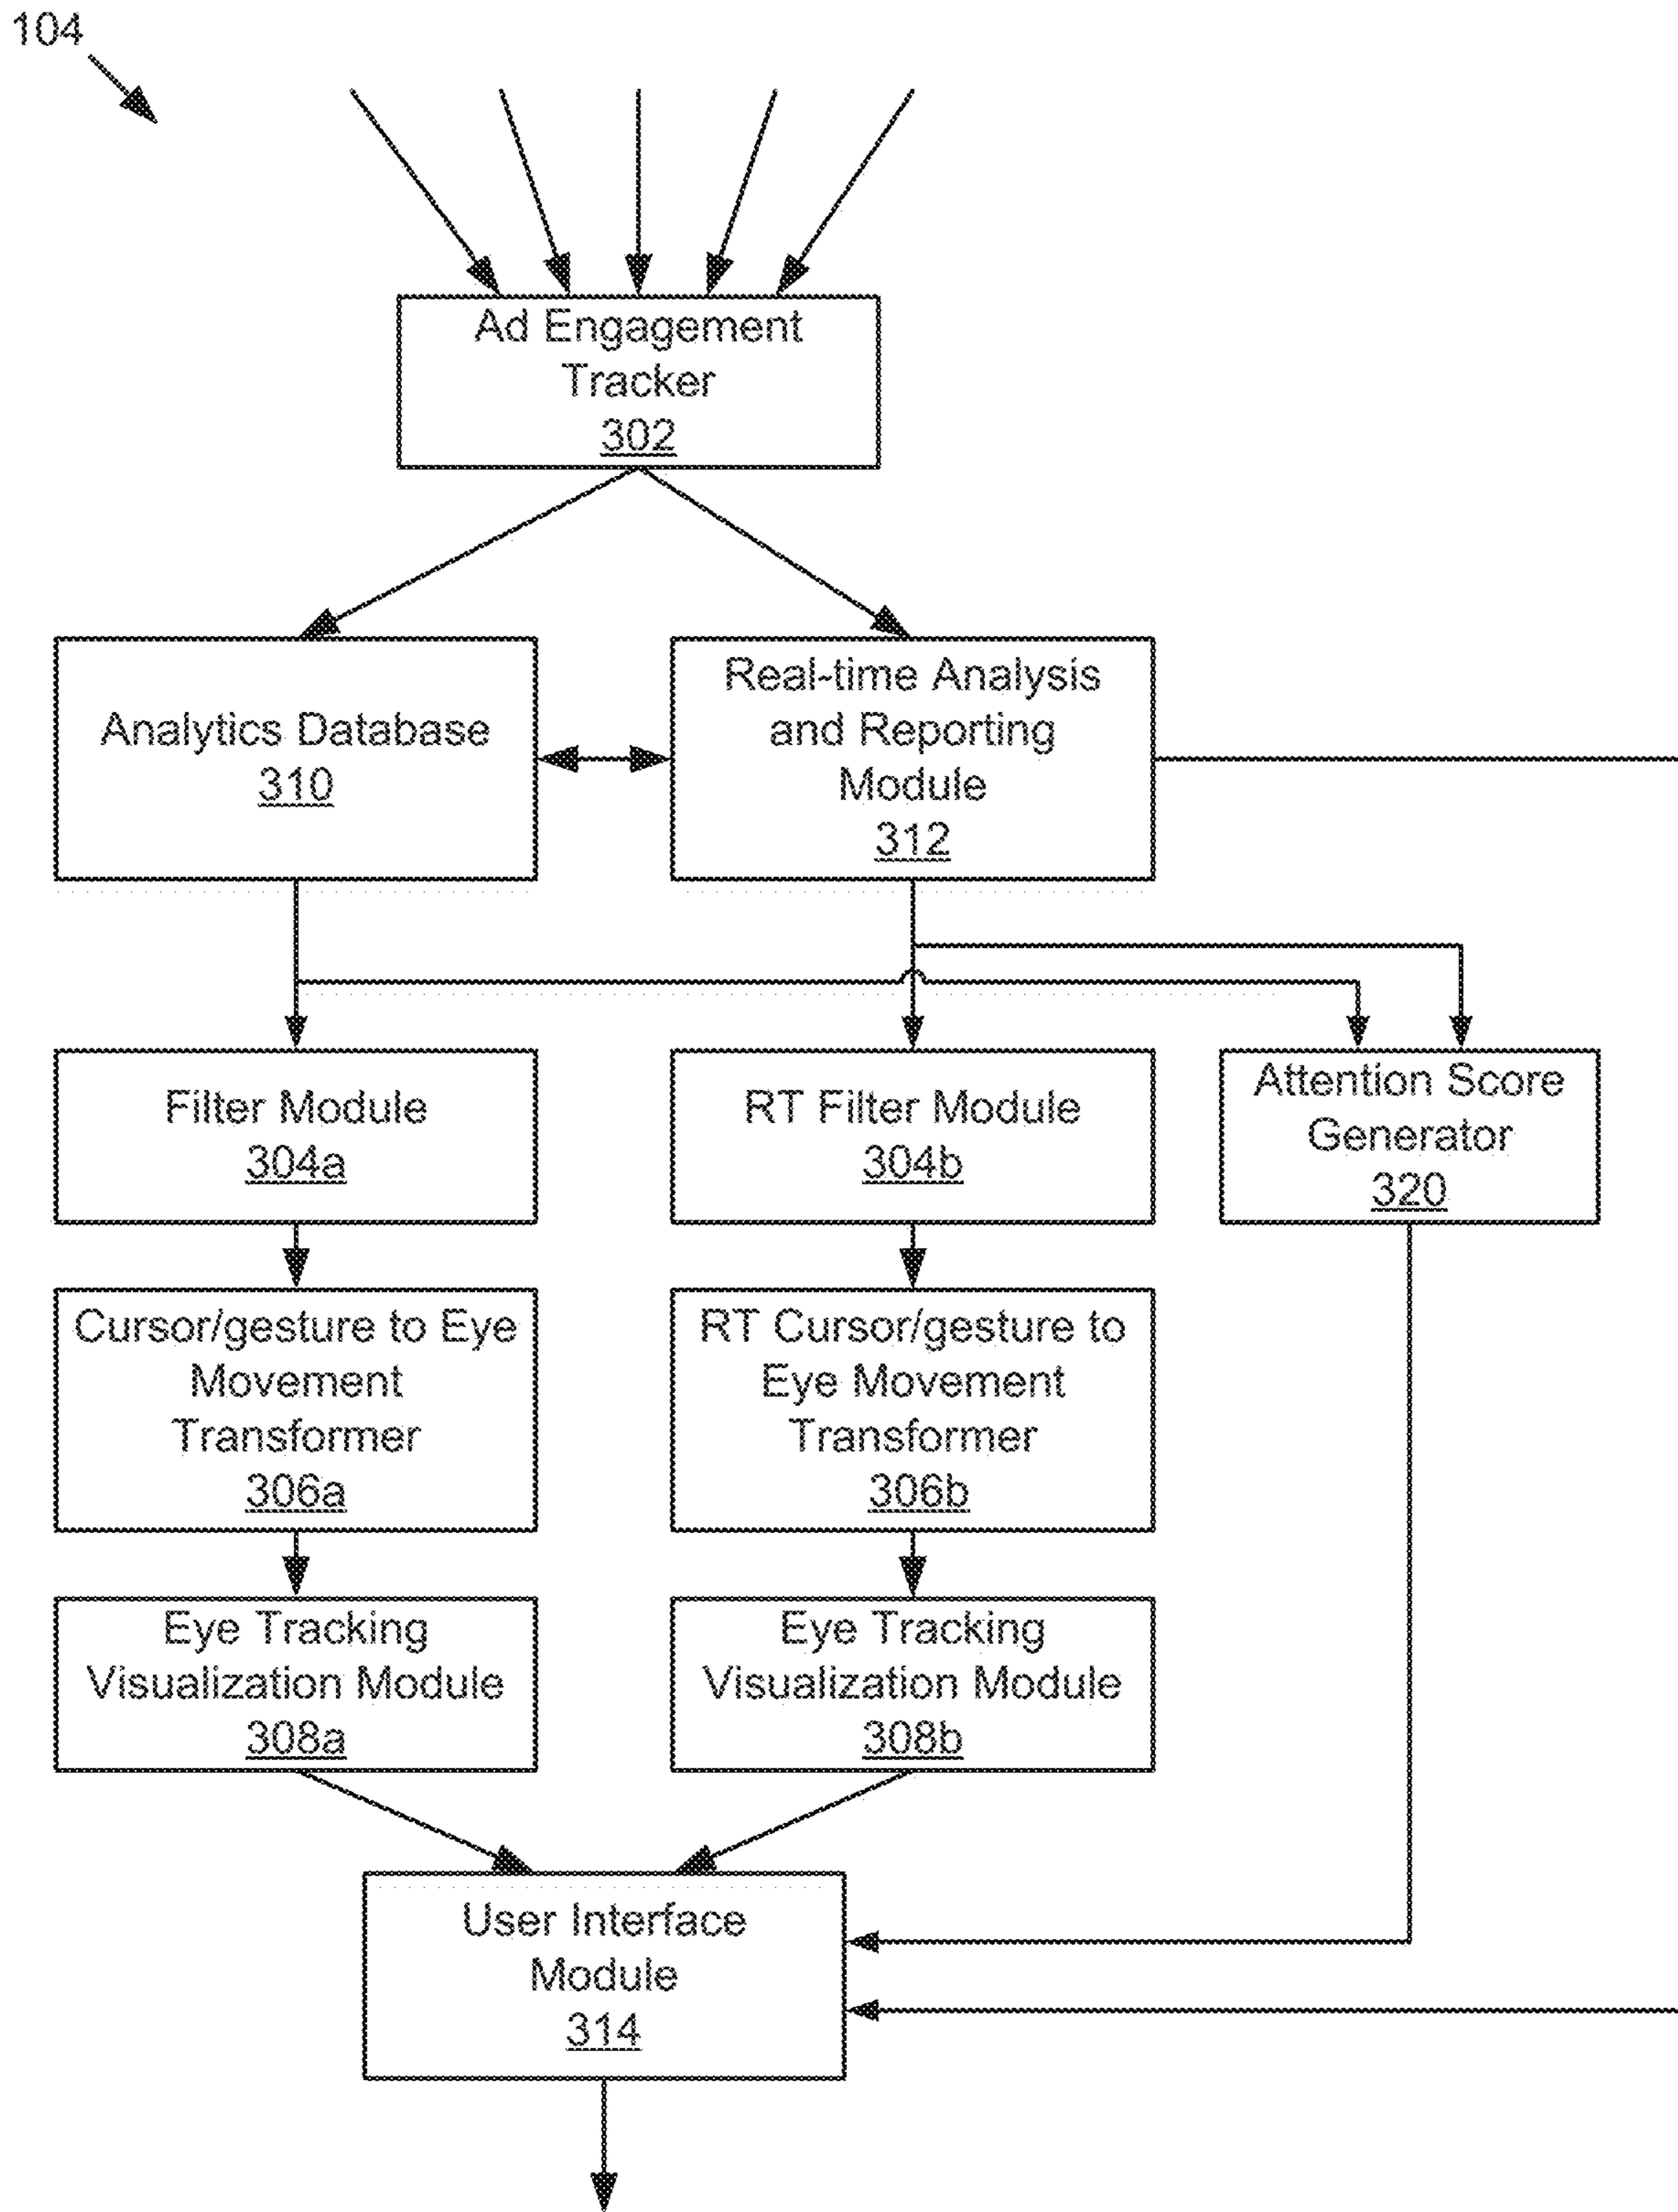 104
Ad Engagement
Tracker
302
Analytics Database
310
Real-time Analysis
and Reporting
Module
312
Filter Module
304a
RT Filter Module
304b
Attention Score
Generator
320
Cursor/gesture to Eye
Movement
Transformer
306a
RT Cursor/gesture to
Eye Movement
Transformer
306b
Eye Tracking
Visualization Module
308a
Eye Tracking
Visualization Module
308b
User Interface
Module
314